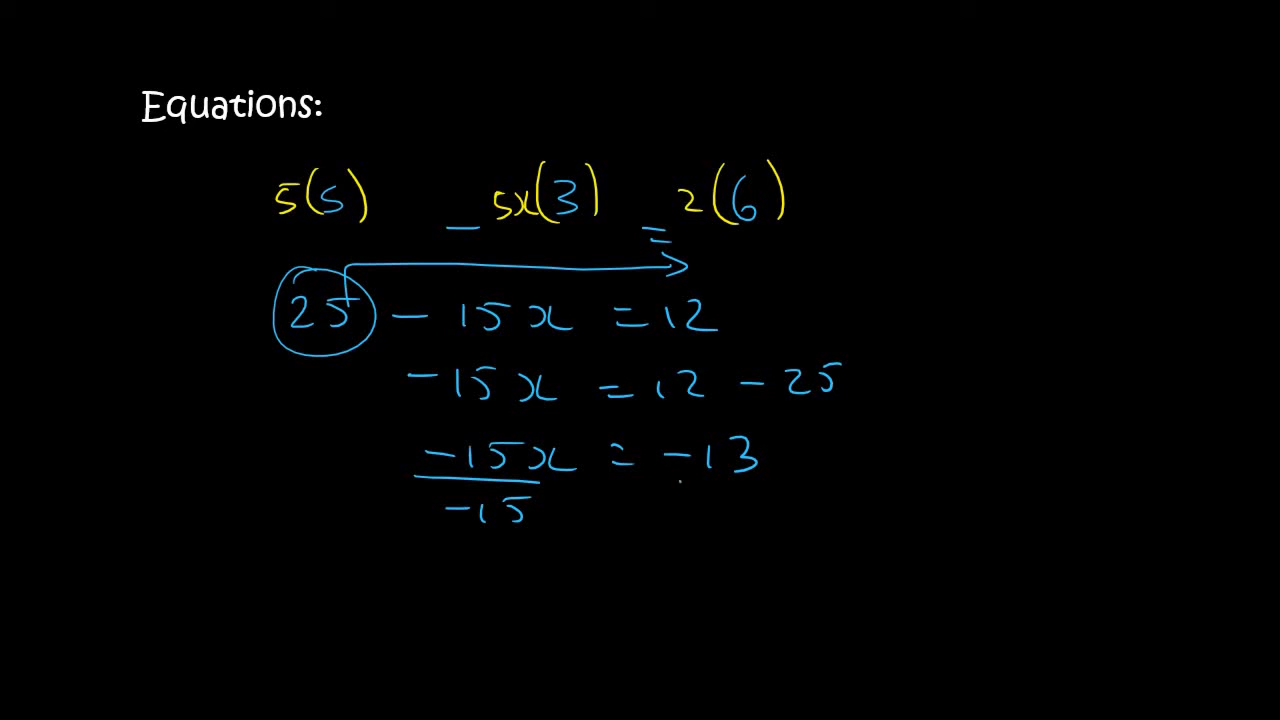 Equations:
5(5) - 5x(3) = 2(6)
25 - 15x = 12
-15x = 12 - 25
-15x = -13
-15